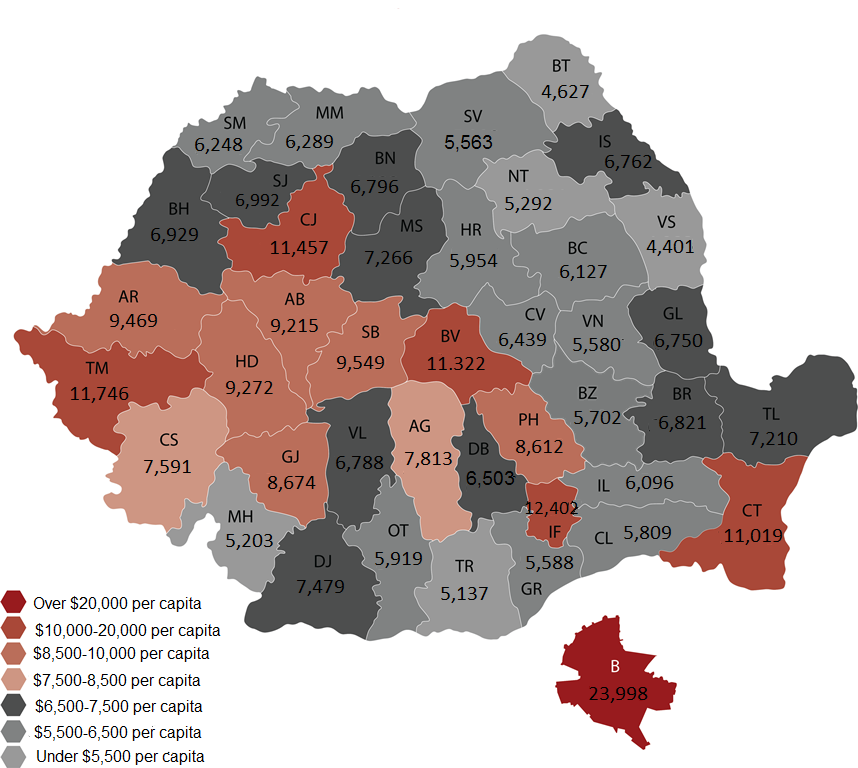 BT
4,627
SM
6,248
MM
6,289
SV
5,563
IS
6,762
BN
6,796
SJ
6,992
NT
5,292
BH
6,929
CJ
11,457
MS
7,266
HR
5,954
VS
4,401
BC
6,127
AR
9,469
AB
9,215
SB
9,549
BV
11.322
CV
6,439
VN
5,580
GL
6,750
TM
11,746
HD
9,272
BZ
5,702
BR
6,821
TL
7,210
CS
7,591
VL
6,788
AG
7,813
PH
8,612
DB
6,503
GJ
8,674
IL
6,096
MH
5,203
12,402
IF
CT
11,019
OT
5,919
CL
5,809
DJ
7,479
TR
5,137
5,588
GR
B
23,998
Over $20,000 per capita
$10,000-20,000 per capita
$8,500-10,000 per capita
$7,500-8,500 per capita
$6,500-7,500 per capita
$5,500-6,500 per capita
Under $5,500 per capita